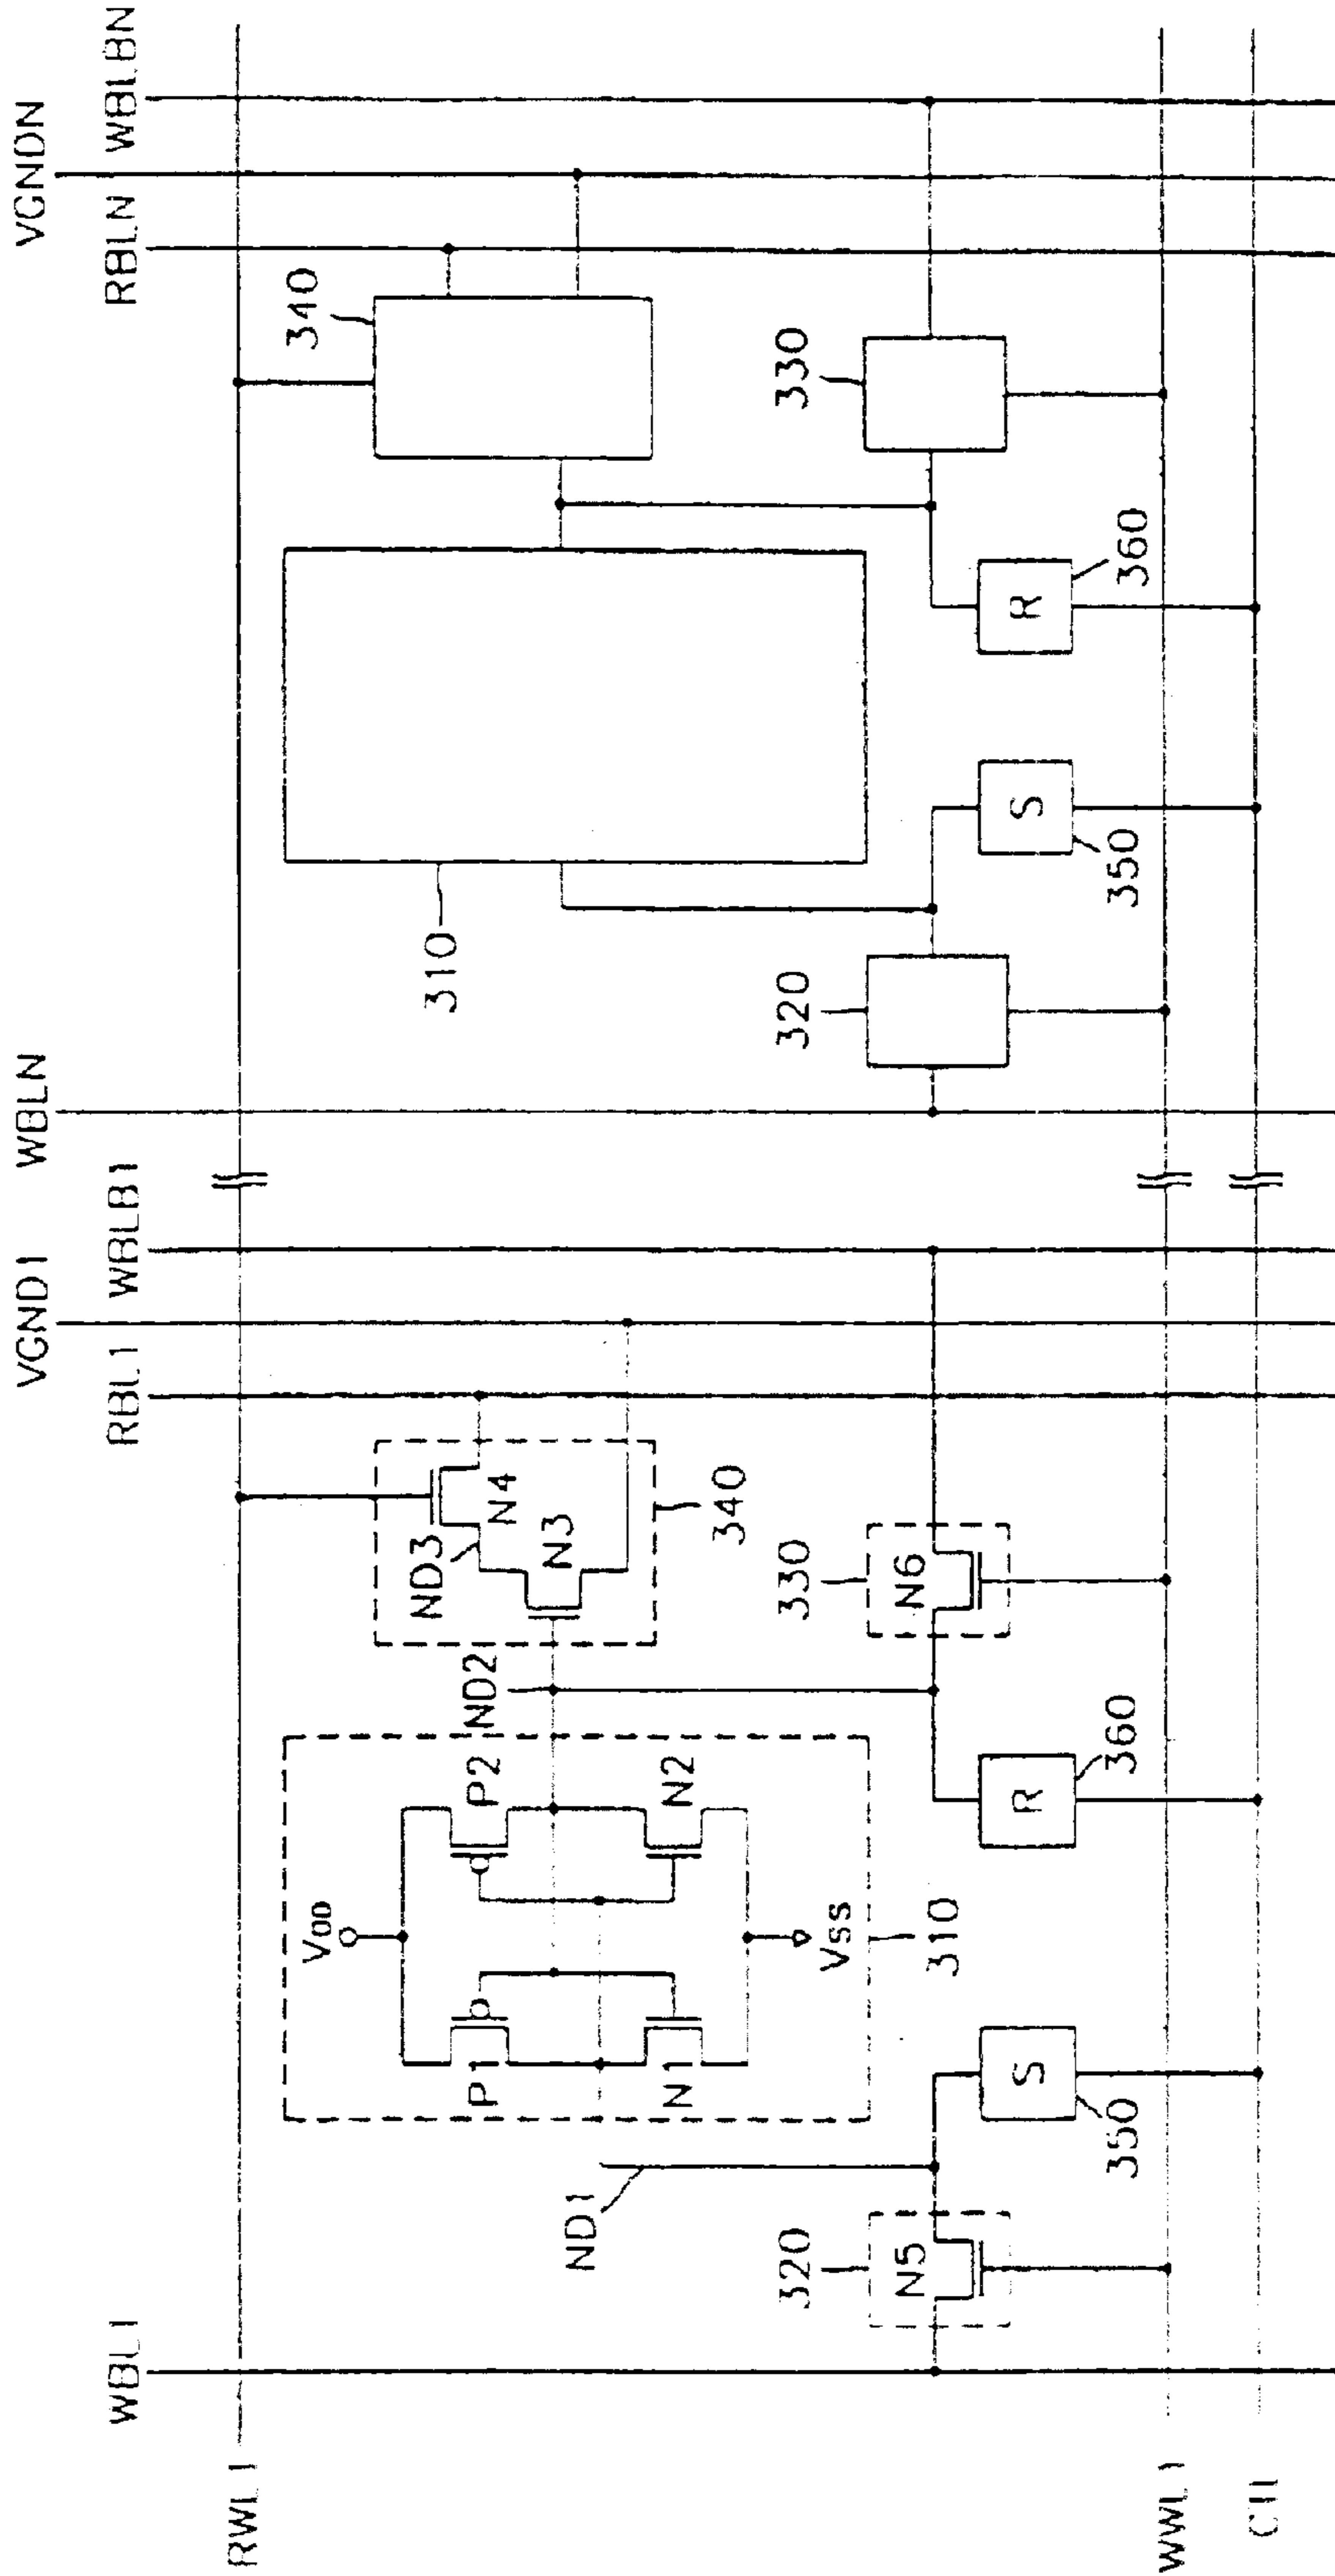 VGND1
WBLN
VGNDN
WBL1
RBL1
WBLB1
RBLN
WBLBN
RWL1
VDD
P1
P2
N1
N2
VSS
310
ND1
ND2
ND3
N4
N3
340
310
340
320
N5
330
N6
320
330
S
350
R
360
S
350
R
360
WWL1